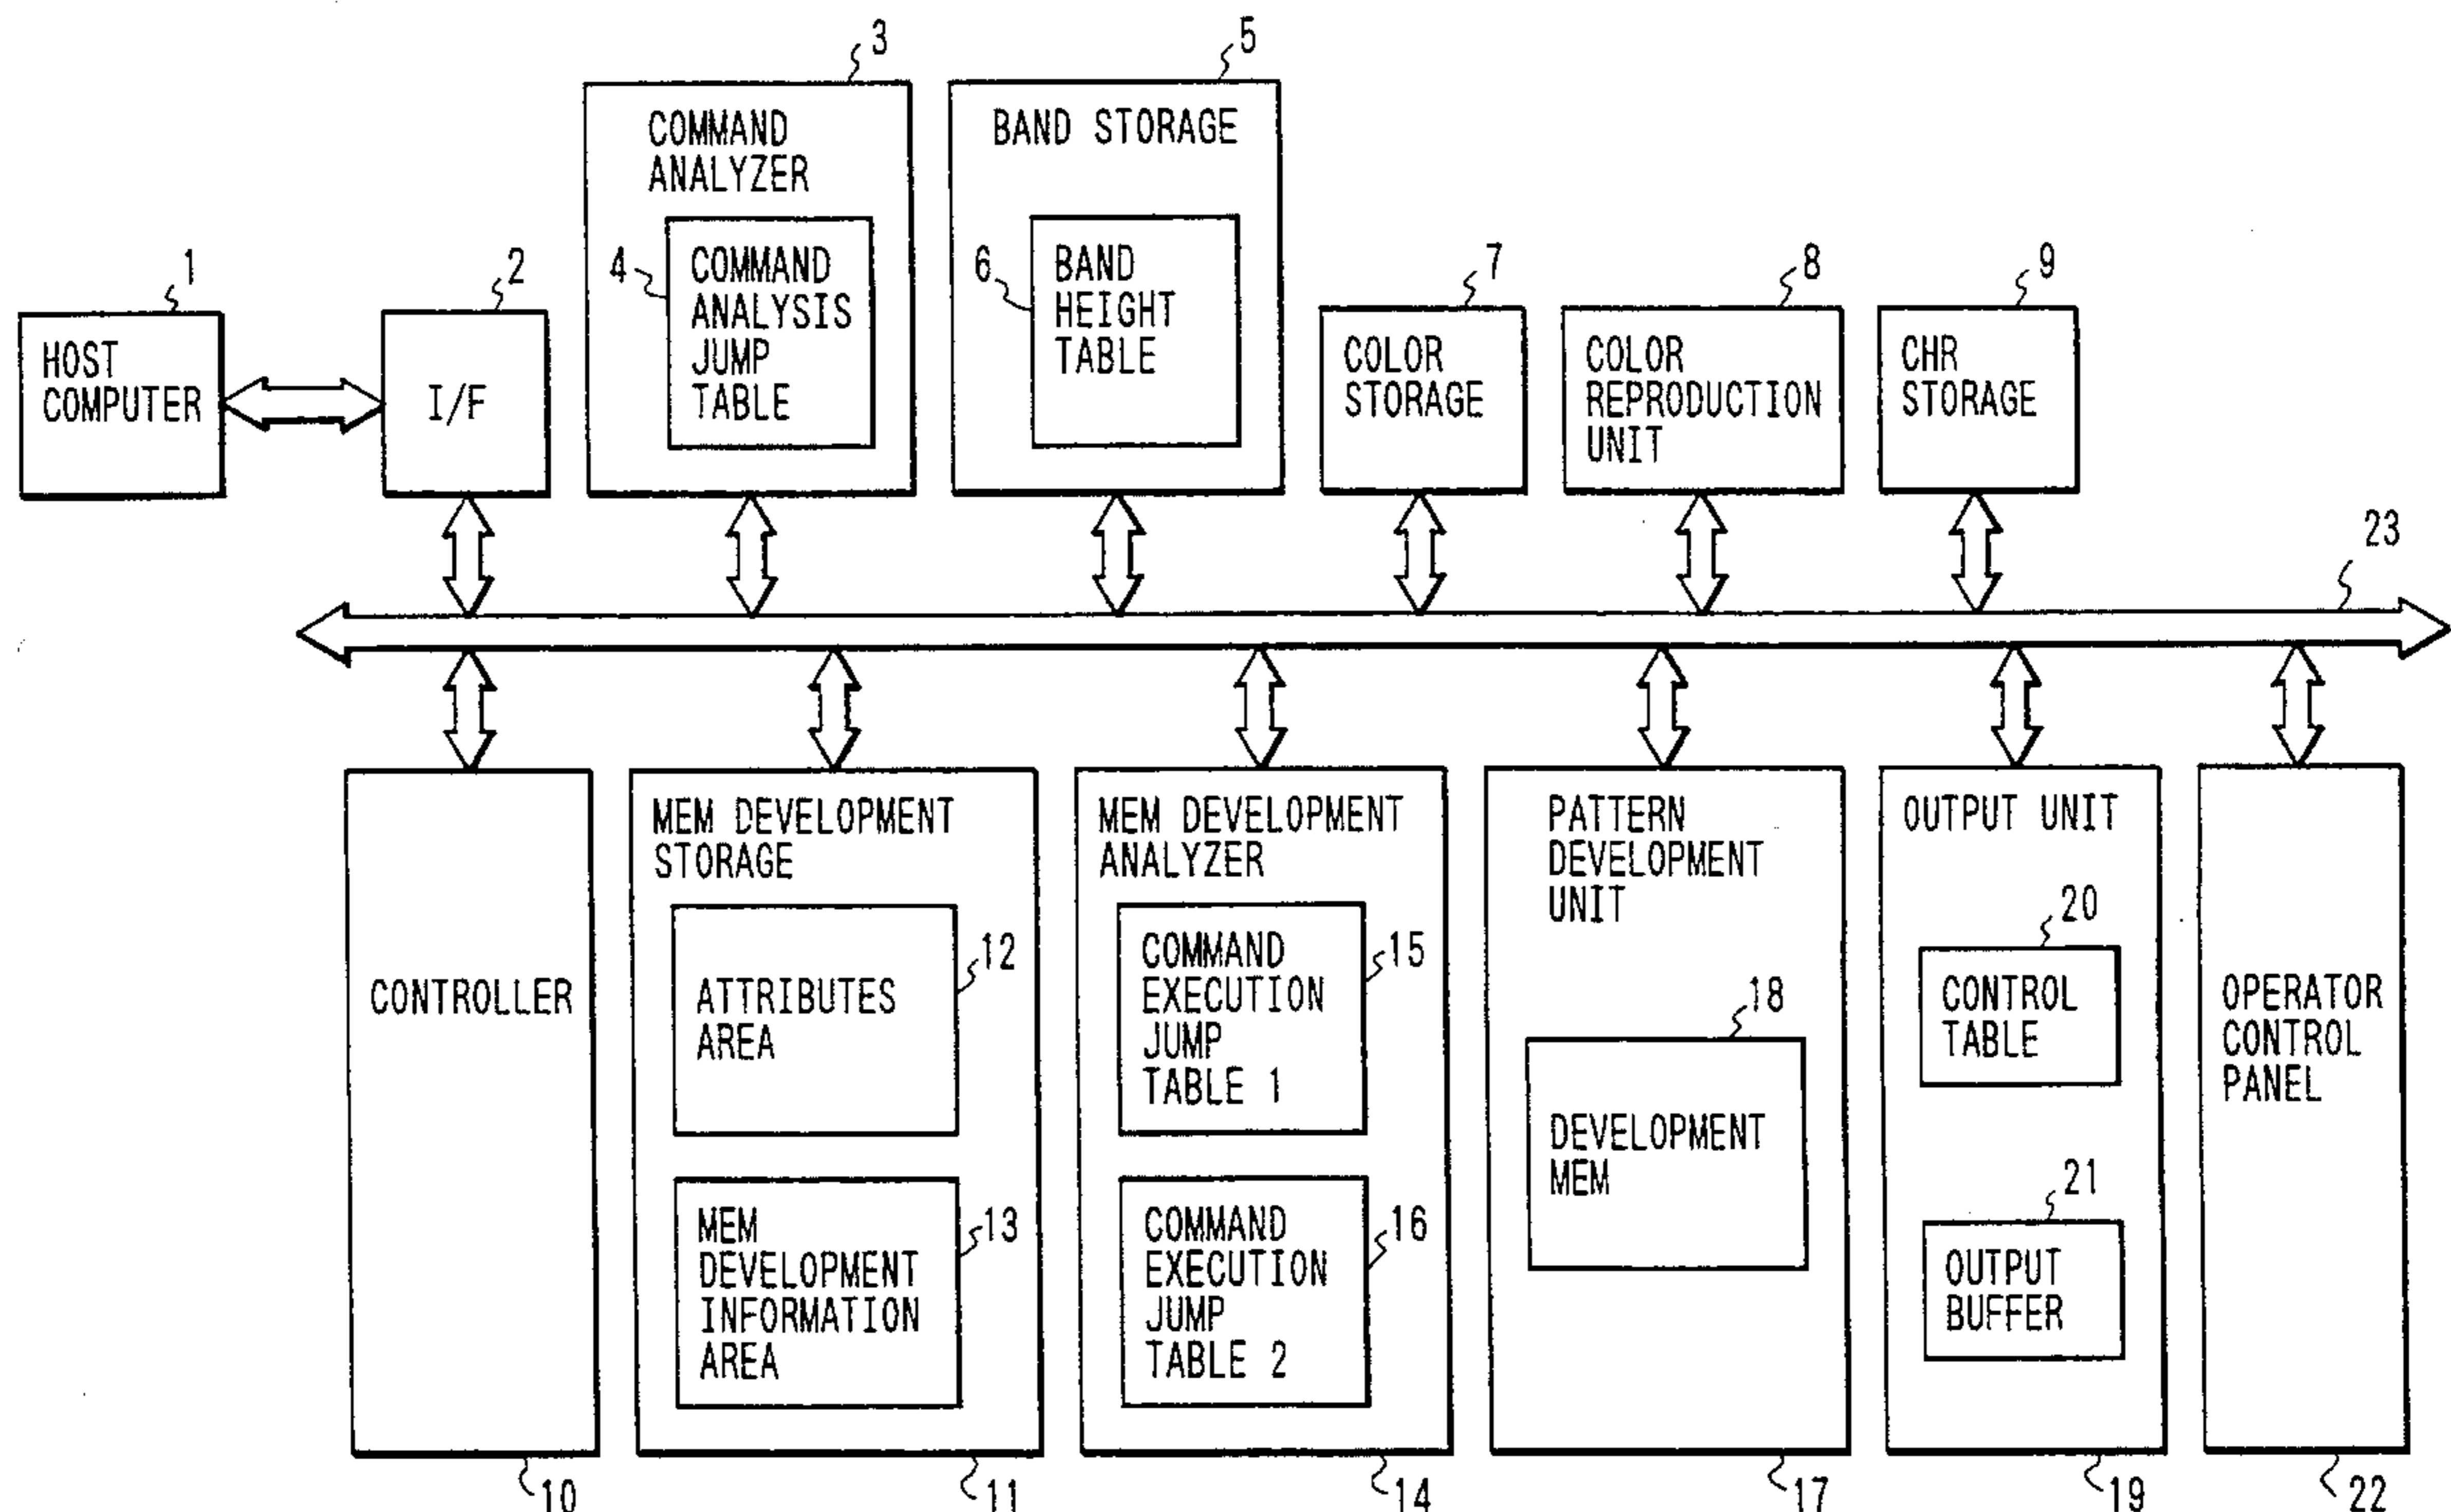 3
5
COMMAND
ANALYZER
BAND STORAGE
1
2
4
COMMAND
ANALYSIS
JUMP
TABLE
6
BAND
HEIGHT
TABLE
7
8
9
HOST
COMPUTER
I/F
COLOR
STORAGE
COLOR
REPRODUCTION
UNIT
CHR
STORAGE
23
CONTROLLER
MEM DEVELOPMENT
STORAGE
12
ATTRIBUTES
AREA
13
MEM
DEVELOPMENT
INFORMATION
AREA
MEM DEVELOPMENT
ANALYZER
15
COMMAND
EXECUTION
JUMP
TABLE 1
16
COMMAND
EXECUTION
JUMP
TABLE 2
PATTERN
DEVELOPMENT
UNIT
18
DEVELOPMENT
MEM
OUTPUT UNIT
20
CONTROL
TABLE
21
OUTPUT
BUFFER
OPERATOR
CONTROL
PANEL
10
11
14
17
19
22